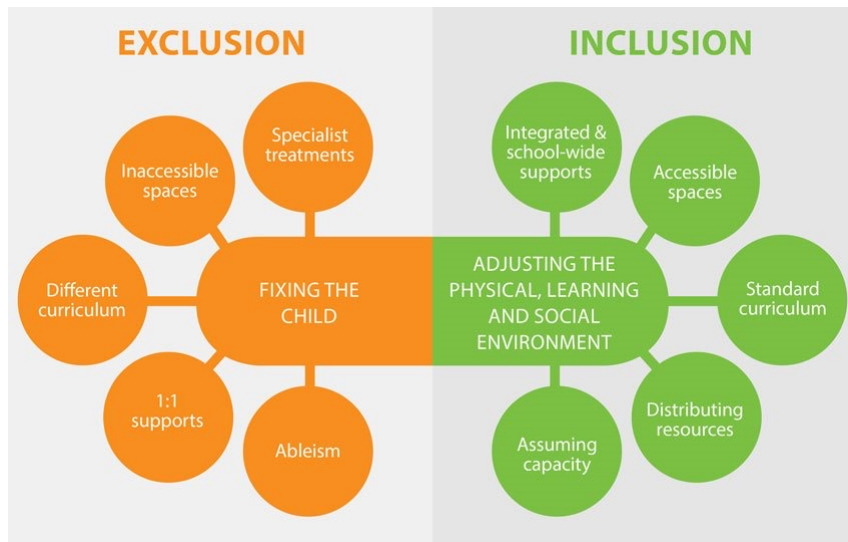 EXCLUSION
Specialist
treatments
Inaccessible
spaces
Different
curriculum
1:1
supports
Ableism
FIXING THE
CHILD
INCLUSION
Integrated &
school-wide
supports
Accessible
spaces
Standard
curriculum
Distributing
resources
Assuming
capacity
ADJUSTING THE
PHYSICAL, LEARNING
AND SOCIAL
ENVIRONMENT